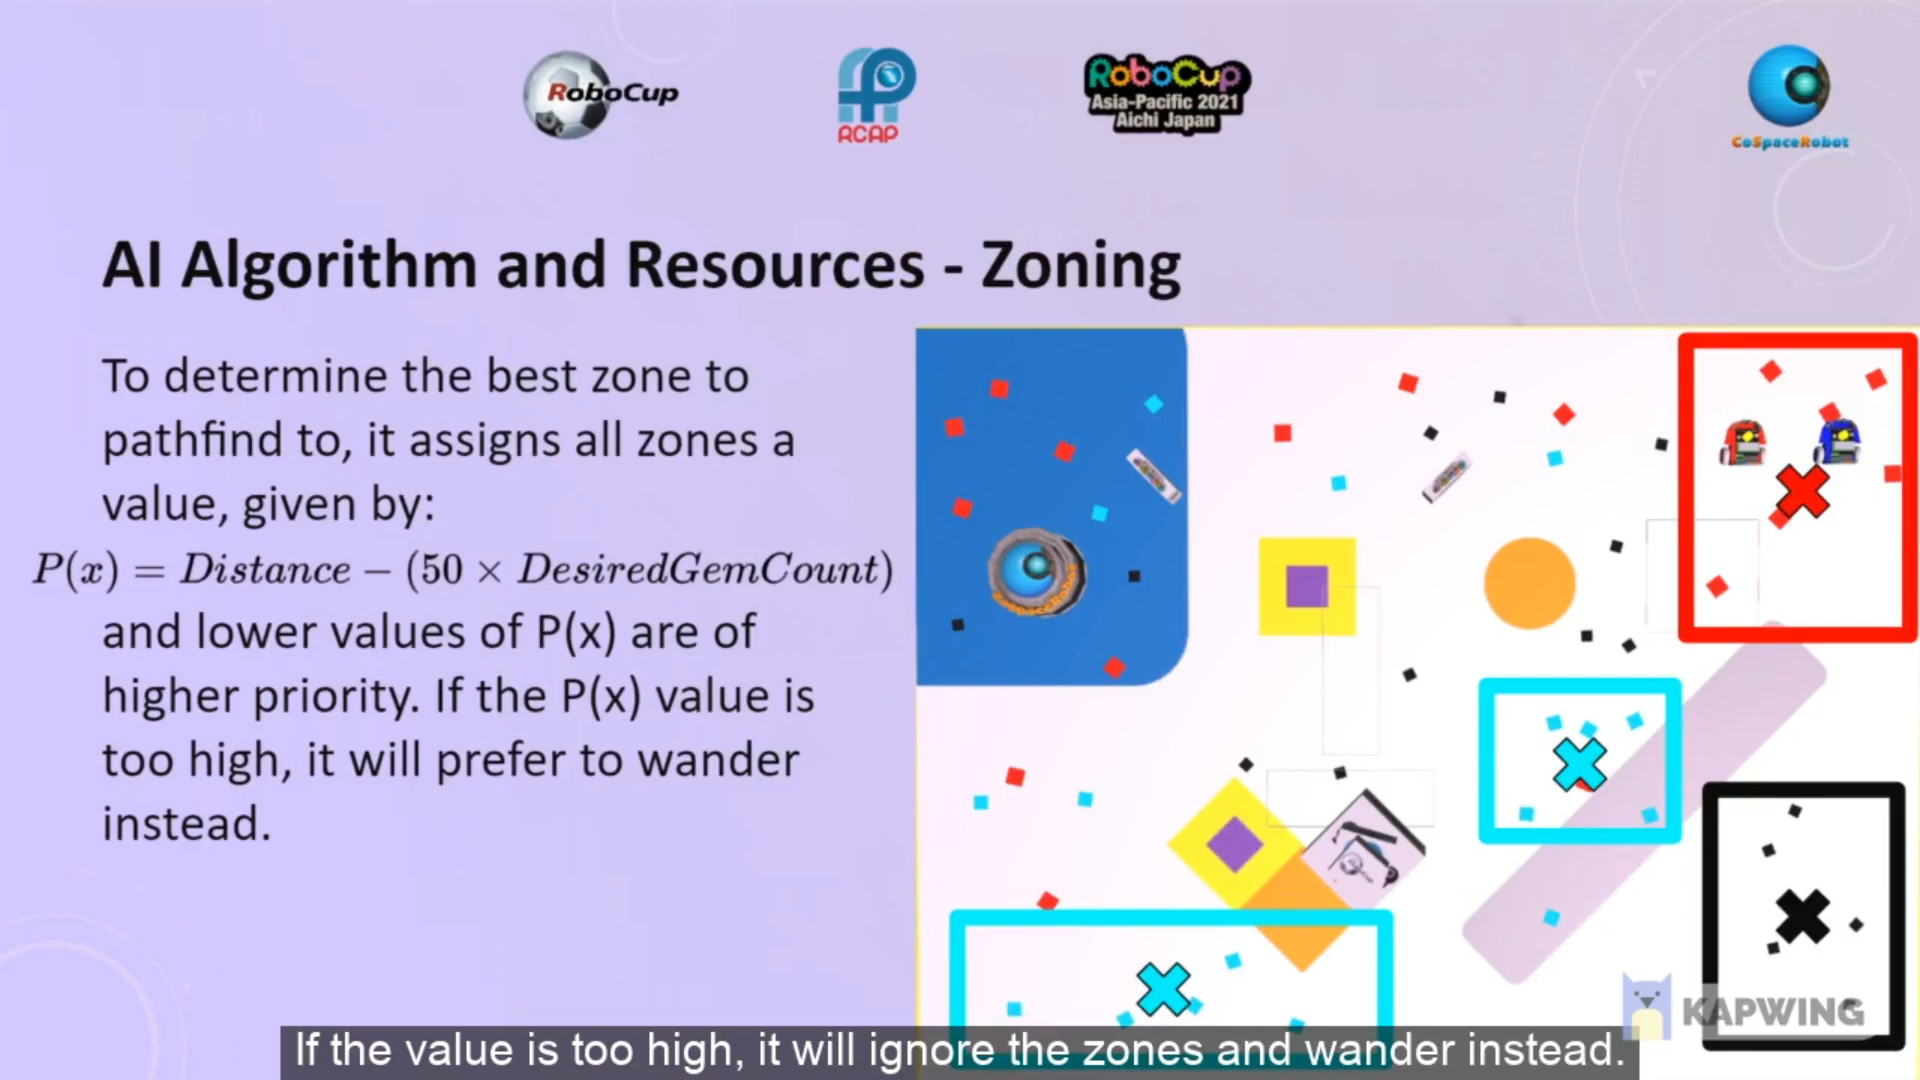 RoboCup
RCAP
RoboCup
Asia-Pacific 2021
Aichi Japan
CoSpaceRobot
AI Algorithm and Resources - Zoning
To determine the best zone to
pathfind to, it assigns all zones a
value, given by:
P(x) = Distance − (50 × DesiredGemCount)
and lower values of P(x) are of
higher priority. If the P(x) value is
too high, it will prefer to wander
instead.
CoSpaceRobot
KAPWING
If the value is too high, it will ignore the zones and wander instead.